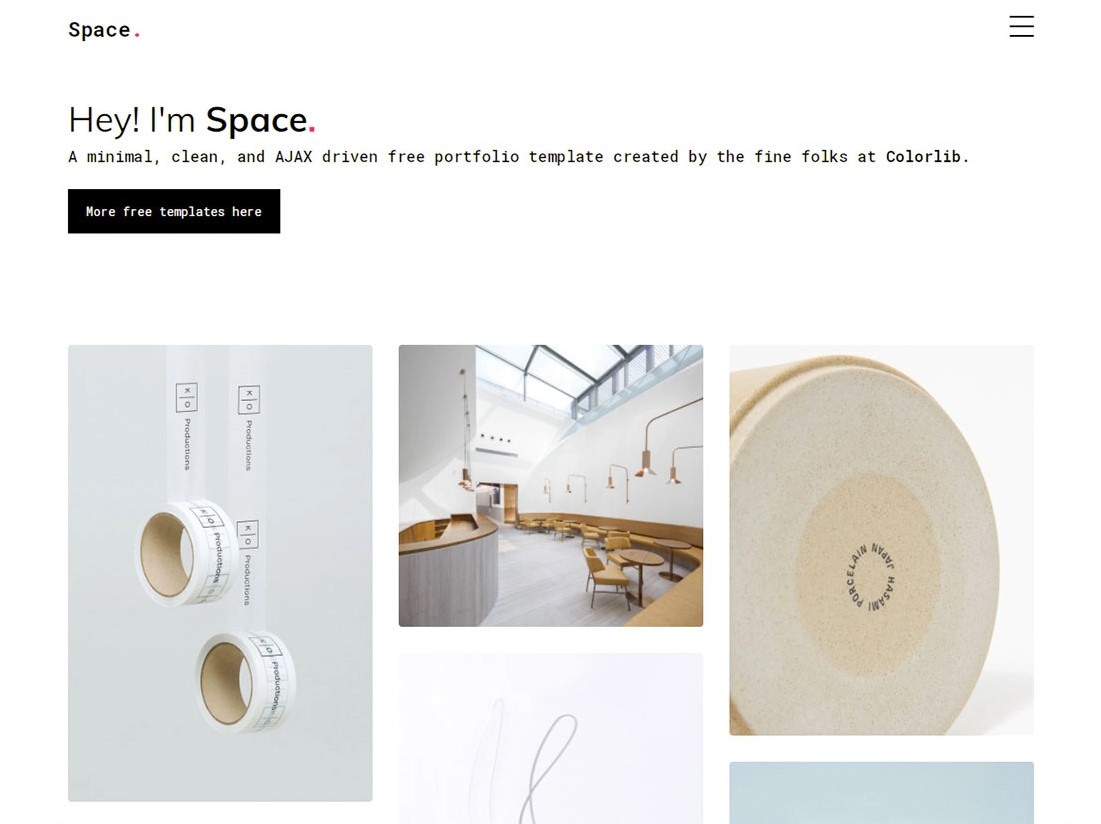 Space.
Hey! I'm Space.
A minimal, clean, and AJAX driven free portfolio template created by the fine folks at Colorlib.
More free templates here
K
O
Productions
K
O
Productions
K
O
Productions
K
O
Productions
K
O
Productions
HASAMI PORCELAIN JAPAN